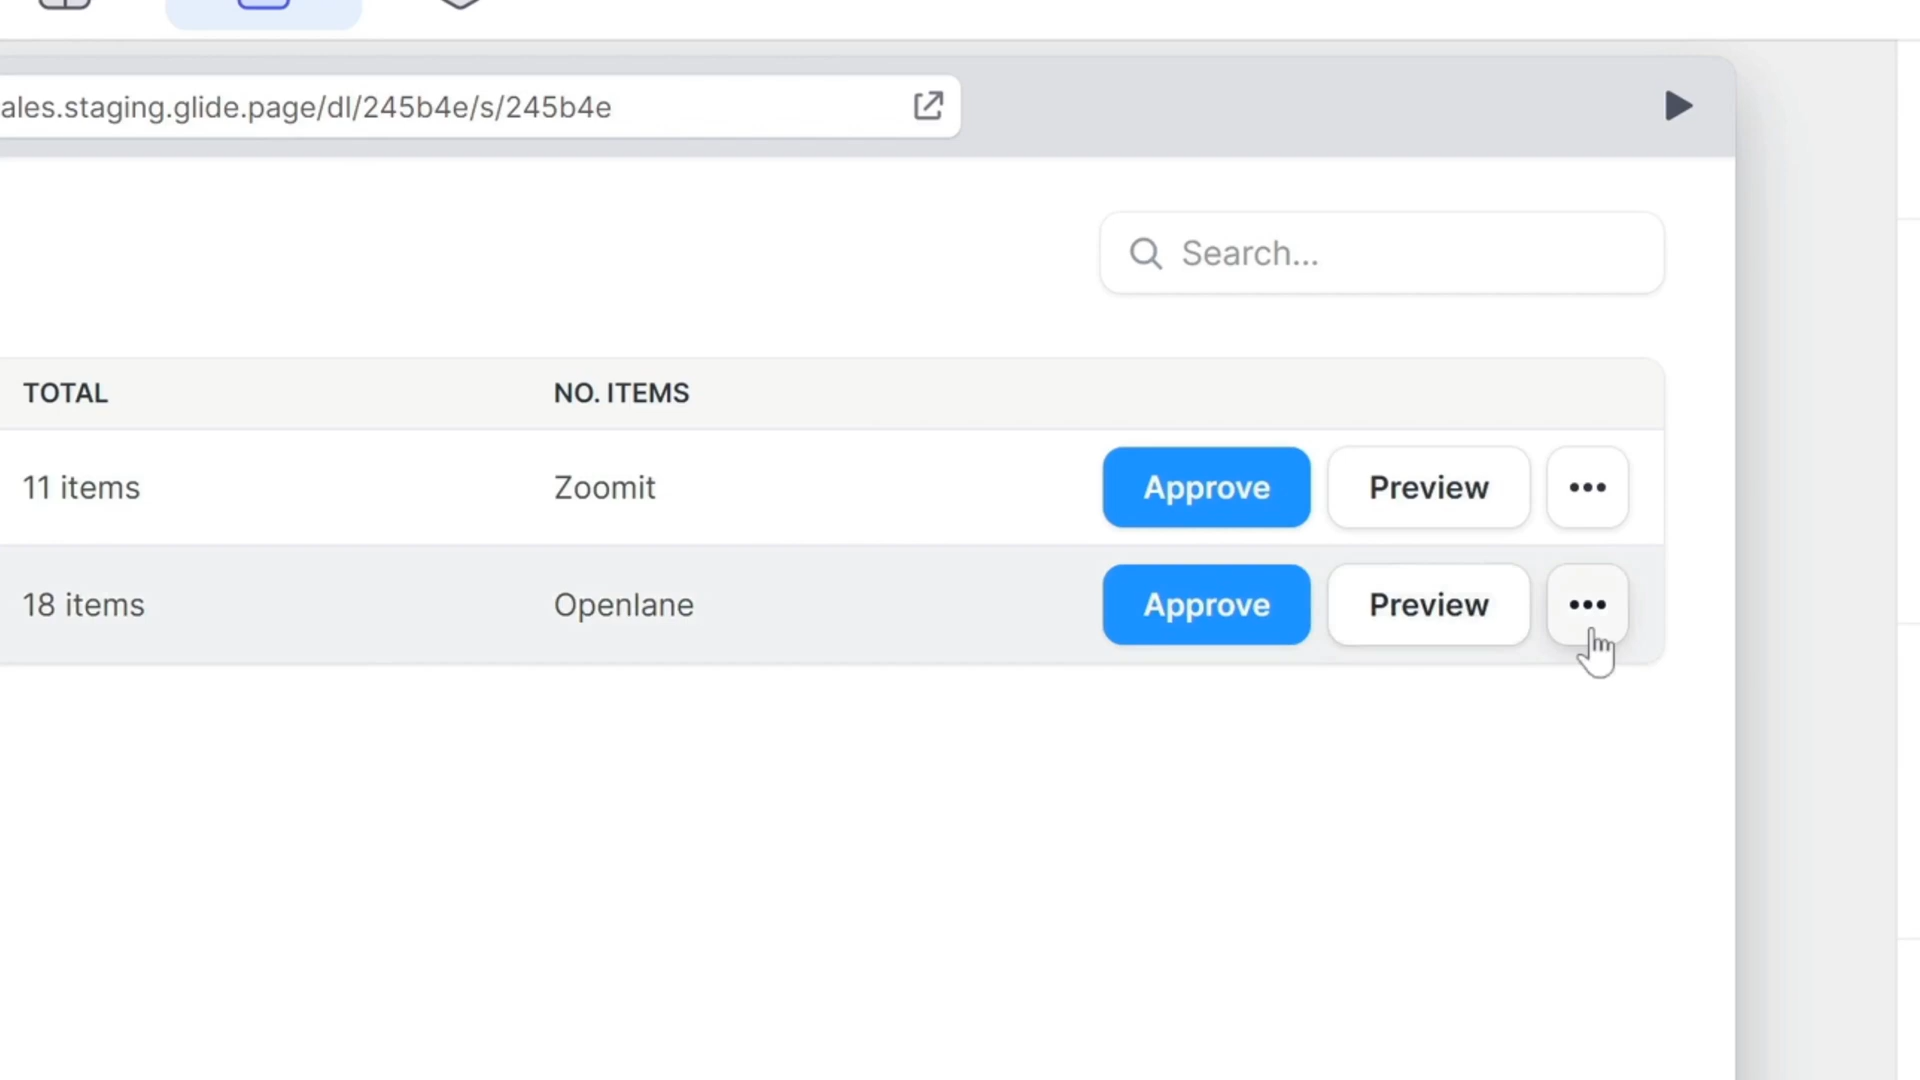 ales.staging.glide.page/dl/245b4e/s/245b4e
Search...
TOTAL NO. ITEMS
11 items Zoomit Approve Preview •••
18 items Openlane Approve Preview •••